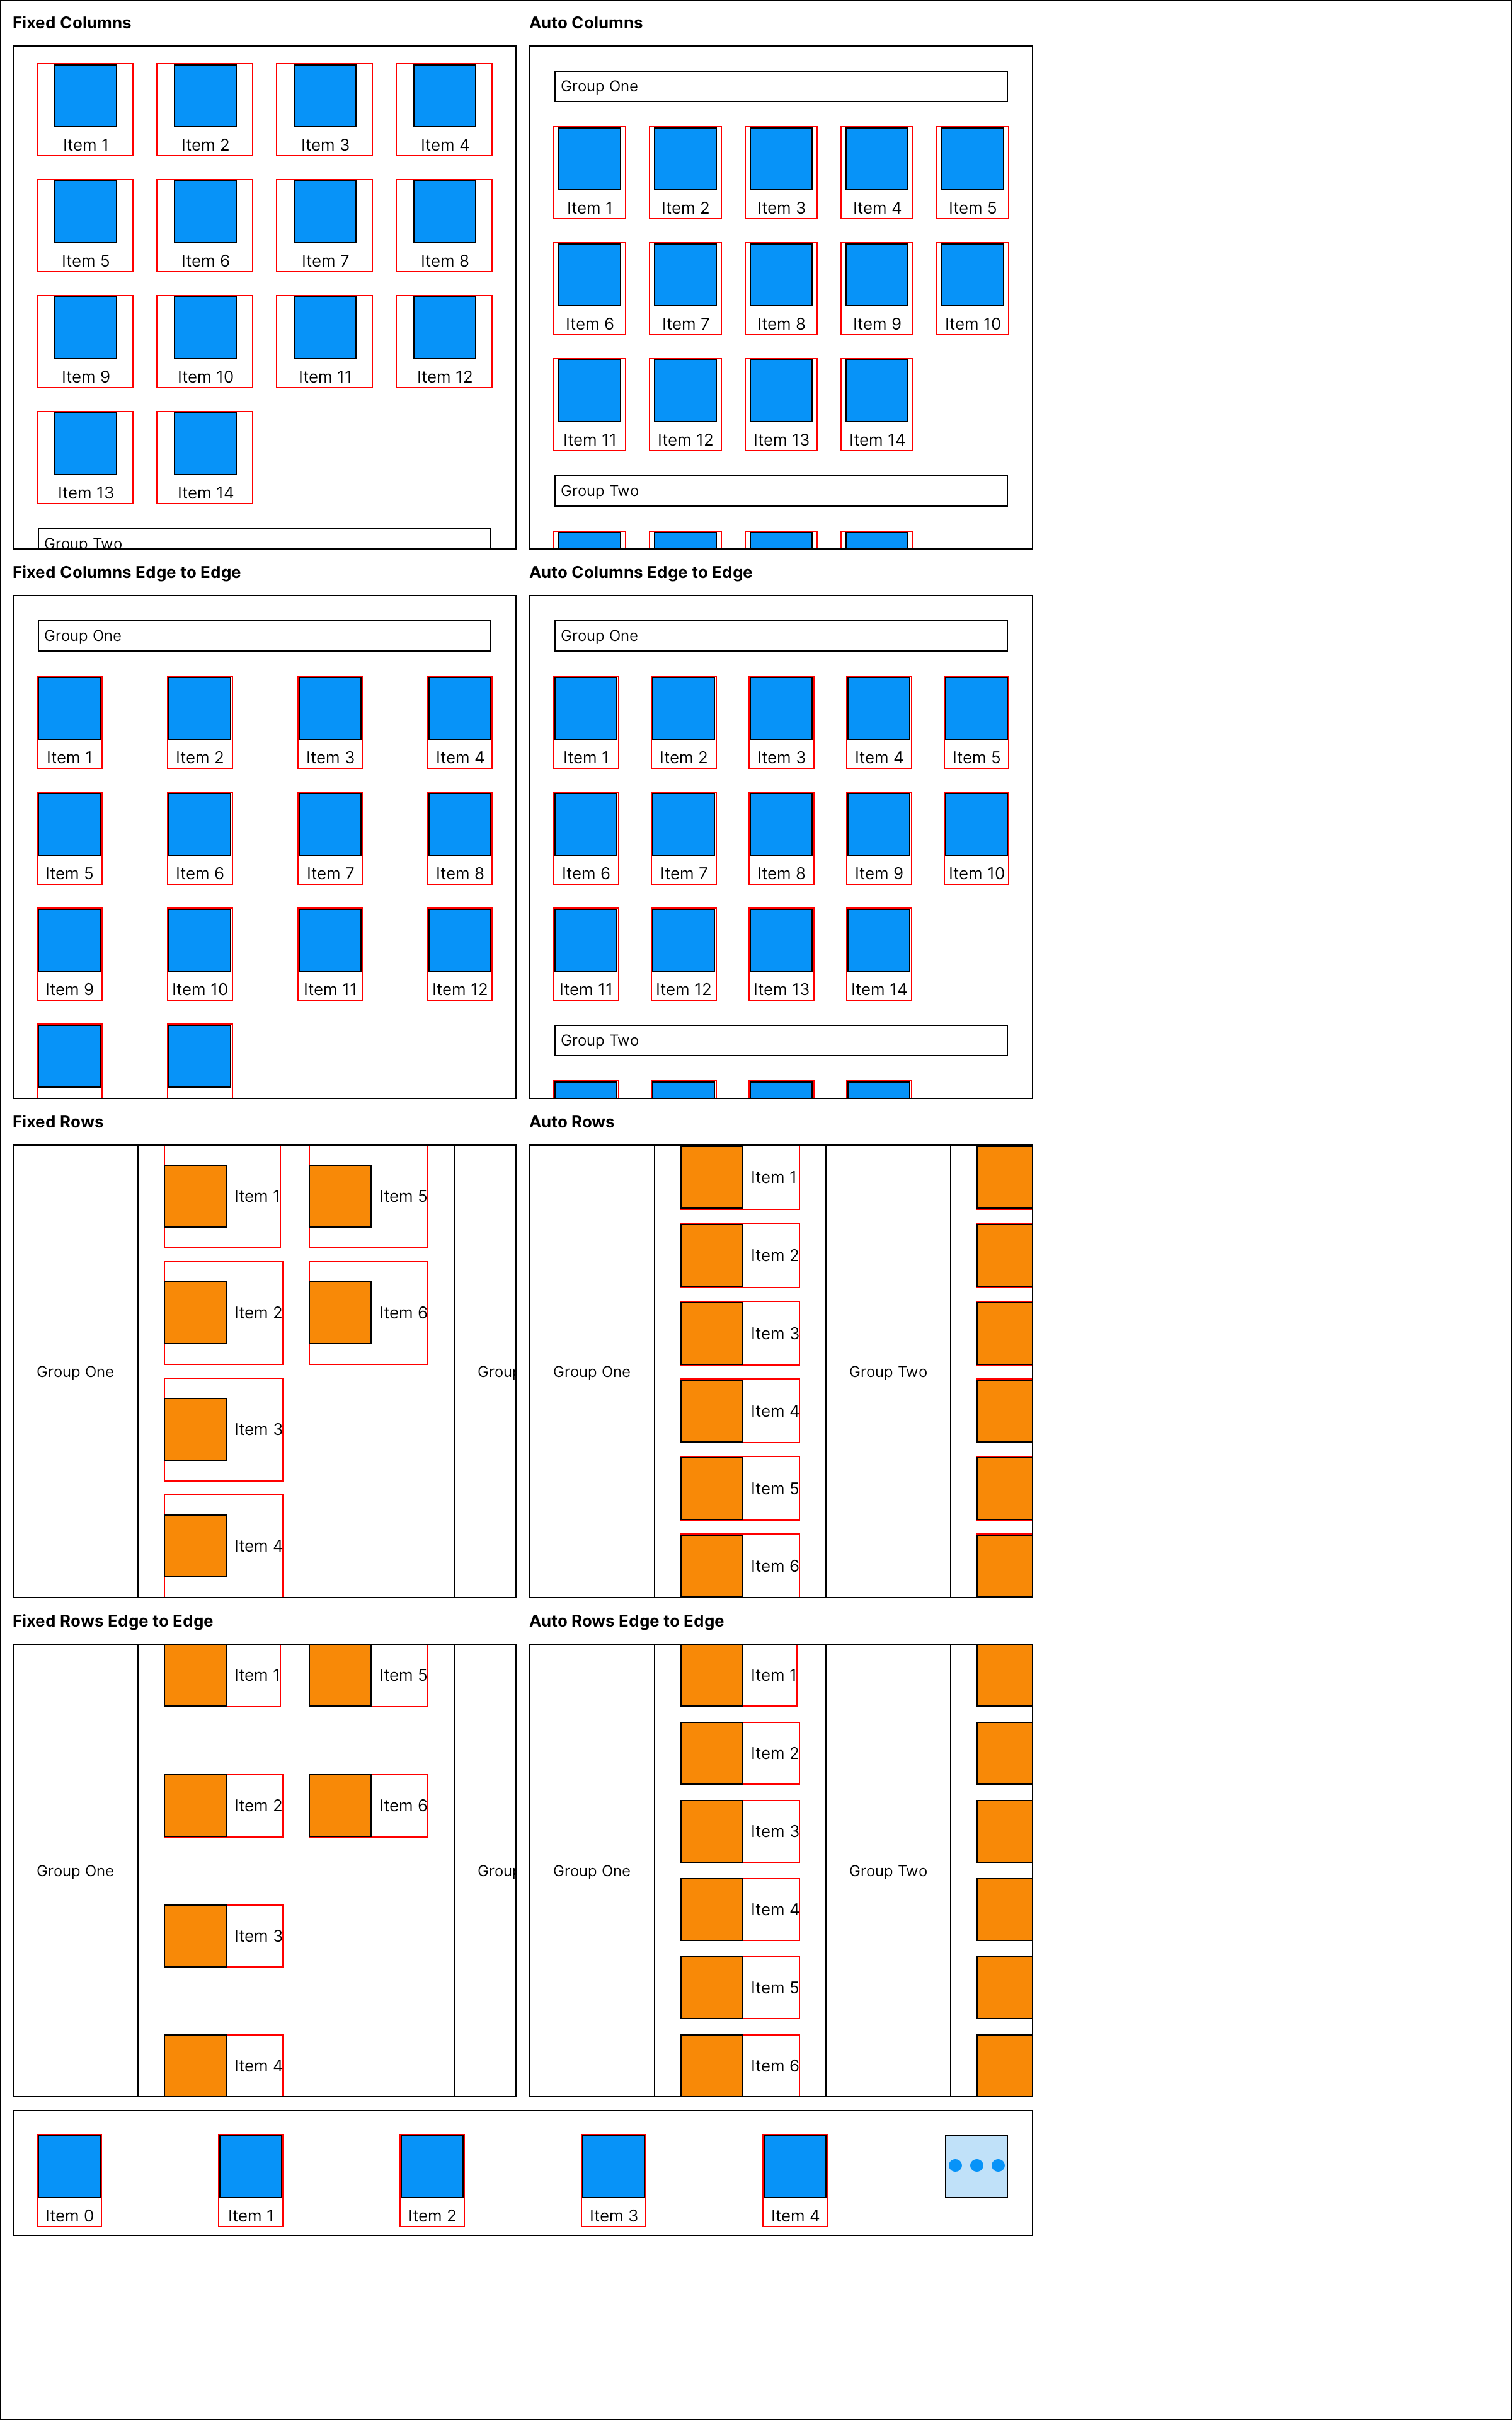 Fixed Columns
Item 1 Item 2 Item 3 Item 4
Item 5 Item 6 Item 7 Item 8
Item 9 Item 10 Item 11 Item 12
Item 13 Item 14
Group Two
Auto Columns
Group One
Item 1 Item 2 Item 3 Item 4 Item 5
Item 6 Item 7 Item 8 Item 9 Item 10
Item 11 Item 12 Item 13 Item 14
Group Two
Fixed Columns Edge to Edge
Group One
Item 1 Item 2 Item 3 Item 4
Item 5 Item 6 Item 7 Item 8
Item 9 Item 10 Item 11 Item 12
Auto Columns Edge to Edge
Group One
Item 1 Item 2 Item 3 Item 4 Item 5
Item 6 Item 7 Item 8 Item 9 Item 10
Item 11 Item 12 Item 13 Item 14
Group Two
Fixed Rows
Group One
Item 1 Item 5
Item 2 Item 6
Item 3
Item 4
Auto Rows
Group One
Item 1
Item 2
Item 3
Item 4
Item 5
Item 6
Group Two
Fixed Rows Edge to Edge
Group One
Item 1 Item 5
Item 2 Item 6
Item 3
Item 4
Auto Rows Edge to Edge
Group One
Item 1
Item 2
Item 3
Item 4
Item 5
Item 6
Group Two
Item 0 Item 1 Item 2 Item 3 Item 4